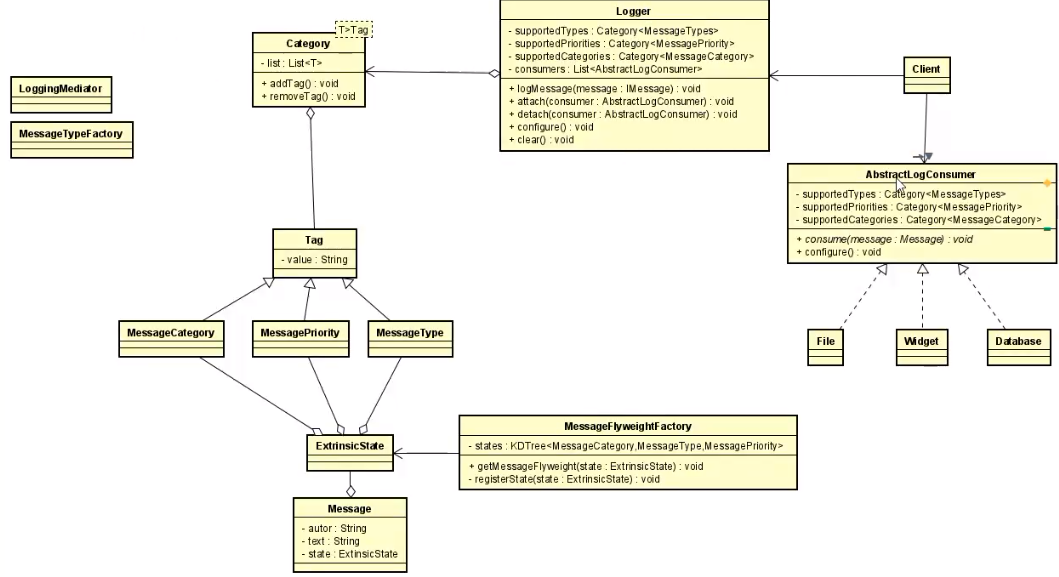 LoggingMediator
MessageTypeFactory
T>Tag
Category
- list : List<T>
+ addTag() : void
+ removeTag() : void
Logger
- supportedTypes : Category<MessageTypes>
- supportedPriorities : Category<MessagePriority>
- supportedCategories : Category<MessageCategory>
- consumers : List<AbstractLogConsumer>
+ logMessage(message : IMessage) : void
+ attach(consumer : AbstractLogConsumer) : void
+ detach(consumer : AbstractLogConsumer) : void
+ configure() : void
+ clear() : void
Client
AbstractLogConsumer
- supportedTypes : Category<MessageTypes>
- supportedPriorities : Category<MessagePriority>
- supportedCategories : Category<MessageCategory>
+ consume(message : Message) : void
+ configure() : void
Tag
- value : String
MessageCategory
MessagePriority
MessageType
File
Widget
Database
ExtrinsicState
MessageFlyweightFactory
- states : KDTree<MessageCategory,MessageType,MessagePriority>
+ getMessageFlyweight(state : ExtrinsicState) : void
- registerState(state : ExtrinsicState) : void
Message
- autor : String
- text : String
- state : ExtinsicState